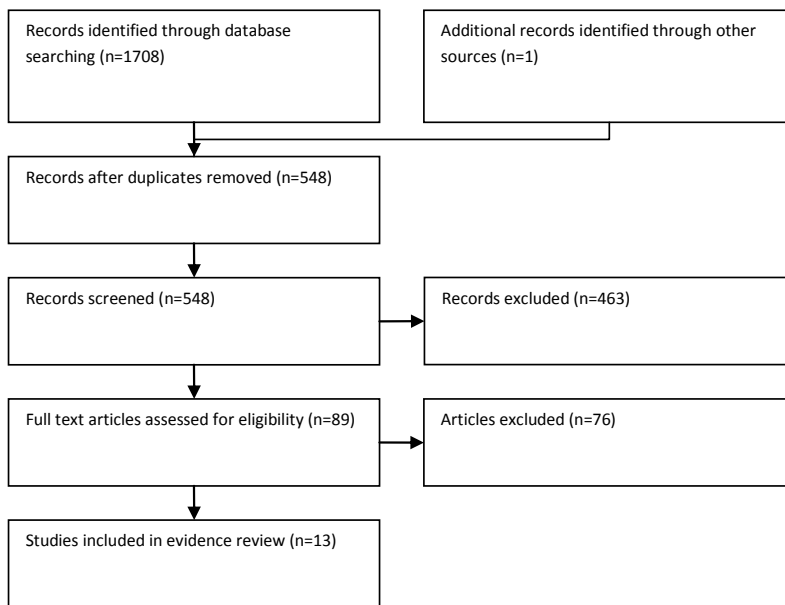 Records identified through database
searching (n=1708)
Additional records identified through other
sources (n=1)
Records after duplicates removed (n=548)
Records screened (n=548)
Records excluded (n=463)
Full text articles assessed for eligibility (n=89)
Articles excluded (n=76)
Studies included in evidence review (n=13)